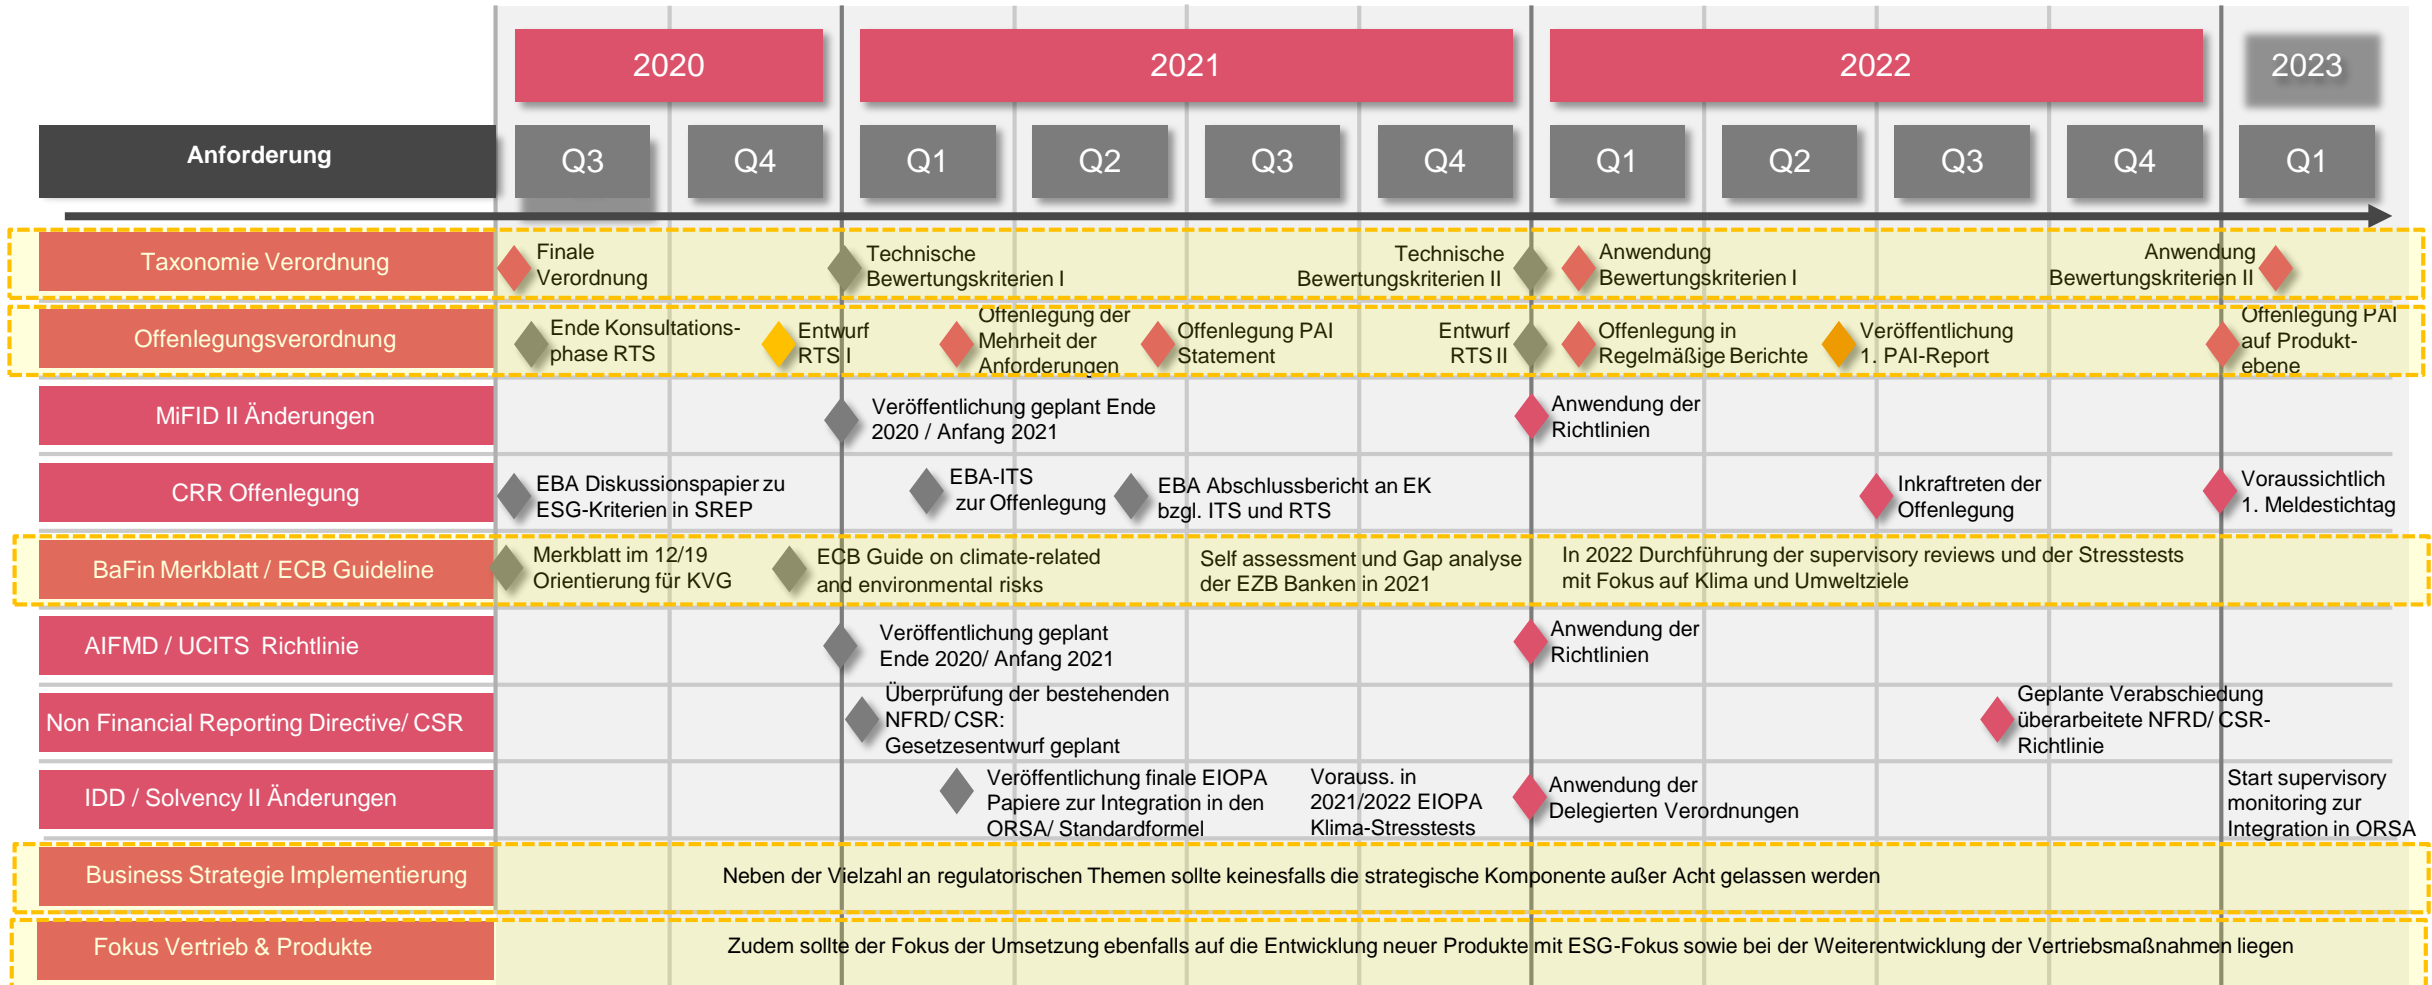 2020
2021
2022
2023
Anforderung
Q3
Q4
Q1
Q2
Q3
Q4
Q1
Q2
Q3
Q4
Q1
Taxonomie Verordnung
Finale
Verordnung
Technische
Bewertungskriterien I
Technische
Bewertungskriterien II
Anwendung
Bewertungskriterien I
Anwendung
Bewertungskriterien II
Offenlegungsverordnung
Ende Konsultations-
phase RTS
Entwurf
RTS I
Offenlegung der
Mehrheit der
Anforderungen
Offenlegung PAI
Statement
Entwurf
RTS II
Offenlegung in
Regelmäßige Berichte
Veröffentlichung
1. PAI-Report
Offenlegung PAI
auf Produkt-
ebene
MiFID II Änderungen
Veröffentlichung geplant Ende
2020 / Anfang 2021
Anwendung der
Richtlinien
CRR Offenlegung
EBA Diskussionspapier zu
ESG-Kriterien in SREP
EBA-ITS
zur Offenlegung
EBA Abschlussbericht an EK
bzgl. ITS und RTS
Inkraftreten der
Offenlegung
Voraussichtlich
1. Meldestichtag
BaFin Merkblatt / ECB Guideline
Merkblatt im 12/19
Orientierung für KVG
ECB Guide on climate-related
and environmental risks
Self assessment und Gap analyse
der EZB Banken in 2021
In 2022 Durchführung der supervisory reviews und der Stresstests
mit Fokus auf Klima und Umweltziele
AIFMD / UCITS Richtlinie
Veröffentlichung geplant
Ende 2020/ Anfang 2021
Anwendung der
Richtlinien
Non Financial Reporting Directive/ CSR
Überprüfung der bestehenden
NFRD/ CSR:
Gesetzesentwurf geplant
Geplante Verabschiedung
überarbeitete NFRD/ CSR-
Richtlinie
IDD / Solvency II Änderungen
Veröffentlichung finale EIOPA
Papiere zur Integration in den
ORSA/ Standardformel
Vorauss. in
2021/2022 EIOPA
Klima-Stresstests
Anwendung der
Delegierten Verordnungen
Start supervisory
monitoring zur
Integration in ORSA
Business Strategie Implementierung
Neben der Vielzahl an regulatorischen Themen sollte keinesfalls die strategische Komponente außer Acht gelassen werden
Fokus Vertrieb & Produkte
Zudem sollte der Fokus der Umsetzung ebenfalls auf die Entwicklung neuer Produkte mit ESG-Fokus sowie bei der Weiterentwicklung der Vertriebsmaßnahmen liegen